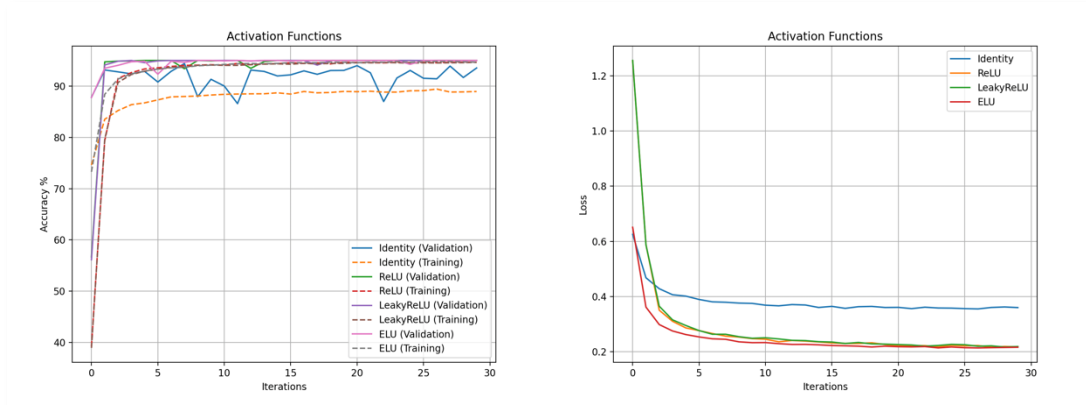 Activation Functions
Accuracy %
90
80
70
60
50
40
Identity (Validation)
Identity (Training)
ReLU (Validation)
ReLU (Training)
LeakyReLU (Validation)
LeakyReLU (Training)
ELU (Validation)
ELU (Training)
0 5 10 15 20 25 30
Iterations
Activation Functions
Loss
1.2
1.0
0.8
0.6
0.4
0.2
Identity
ReLU
LeakyReLU
ELU
0 5 10 15 20 25 30
Iterations